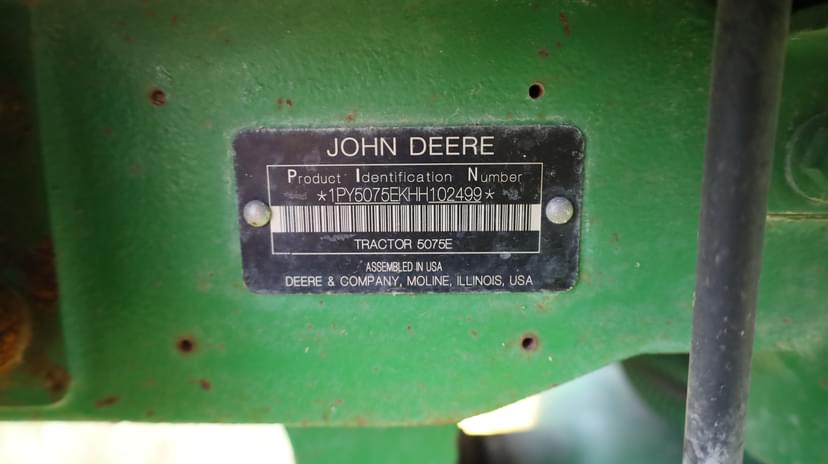 JOHN DEERE
Product Identification Number
*1PY5075EKHH102499*
TRACTOR 5075E
ASSEMBLED IN USA
DEERE & COMPANY, MOLINE, ILLINOIS, USA